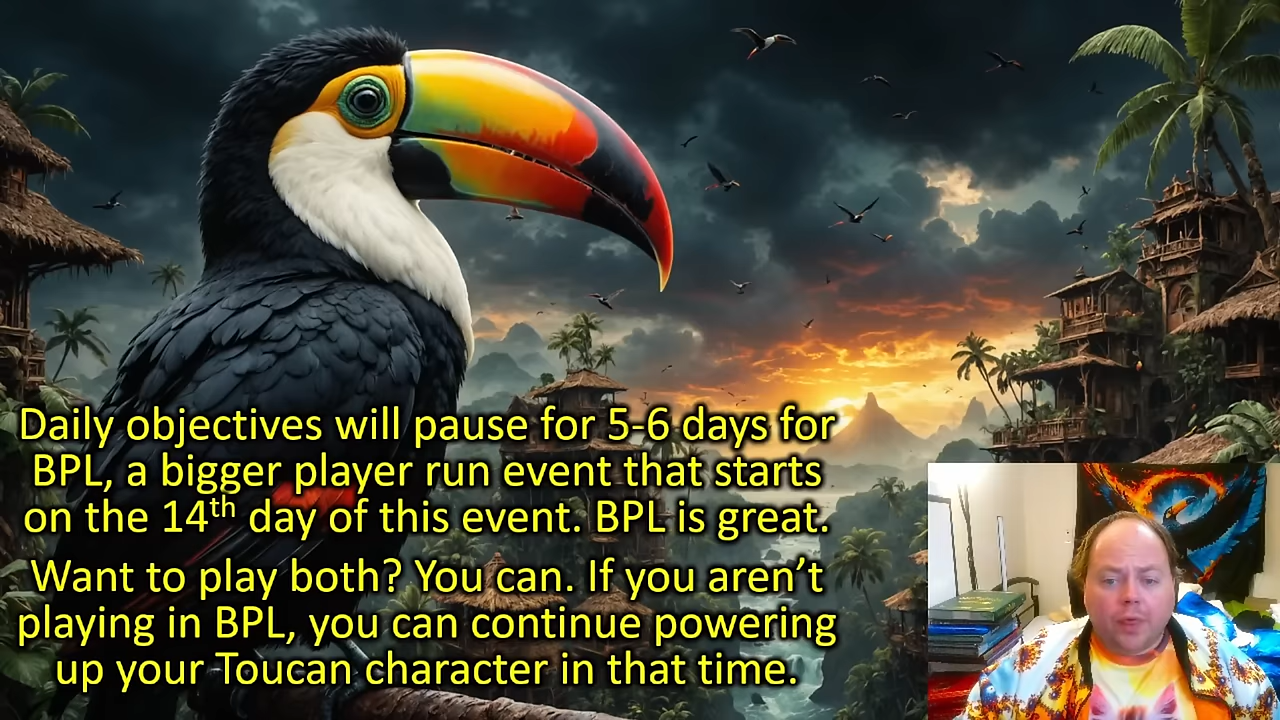 Daily objectives will pause for 5-6 days for
BPL, a bigger player run event that starts
on the 14th day of this event. BPL is great.
Want to play both? You can. If you aren’t
playing in BPL, you can continue powering
up your Toucan character in that time.